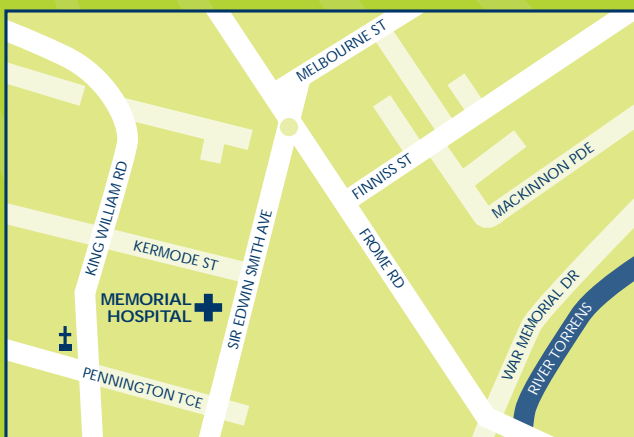 MELBOURNE ST
FINNISS ST
MACKINNON PDE
KING WILLIAM RD
KERMODE ST
SIR EDWIN SMITH AVE
FROME RD
MEMORIAL
HOSPITAL
WAR MEMORIAL DR
RIVER TORRENS
PENNINGTON TCE